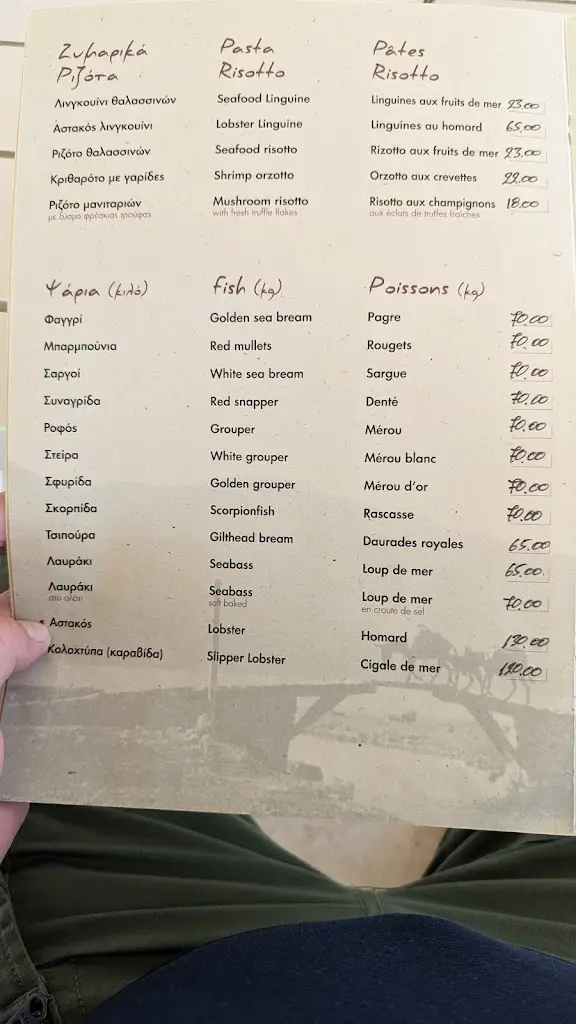 Ζυμαρικά Pasta Pâtes
Ριζότα Risotto Risotto
Λινγκουίνι θαλασσινών Seafood Linguine Linguines aux fruits de mer 23.00
Αστακός λινγκουίνι Lobster Linguine Linguines au homard 65,00
Ριζότο θαλασσινών Seafood risotto Rizotto aux fruits de mer 23.00
Κριθαρότο με γαρίδες Shrimp orzotto Orzotto aux crevettes 22.00
Ριζότο μανιταριών Mushroom risotto Risotto aux champignons 18.00
με ξύσμα φρέσκιας τρούφας with fresh truffle flakes aux éclats de truffes fraîches
Ψάρια (κιλό) fish (kg) Poissons (kg)
Φαγγρί Golden sea bream Pagre 70.00
Μπαρμπούνια Red mullets Rougets 70.00
Σαργοί White sea bream Sargue 70.00
Συναγρίδα Red snapper Denté 70.00
Ροφός Grouper Mérou 70.00
Στείρα White grouper Mérou blanc 70.00
Σφυρίδα Golden grouper Mérou d'or 70.00
Σκορπίδα Scorpionfish Rascasse 70.00
Τσιπούρα Gilthead bream Daurades royales 65.00
Λαυράκι Seabass Loup de mer 65.00
Λαυράκι Seabass Loup de mer 70.00
στο αλάτι salt baked en croute de sel
Αστακός Lobster Homard 130.00
Κολοχτύπα (καραβίδα) Slipper Lobster Cigale de mer 120.00